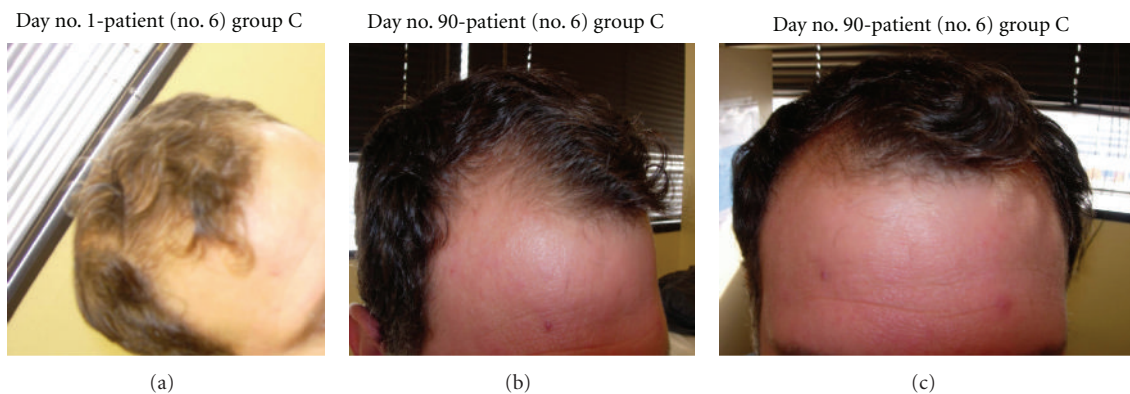 Day no. 1-patient (no. 6) group C
Day no. 90-patient (no. 6) group C
Day no. 90-patient (no. 6) group C
(a)
(b)
(c)